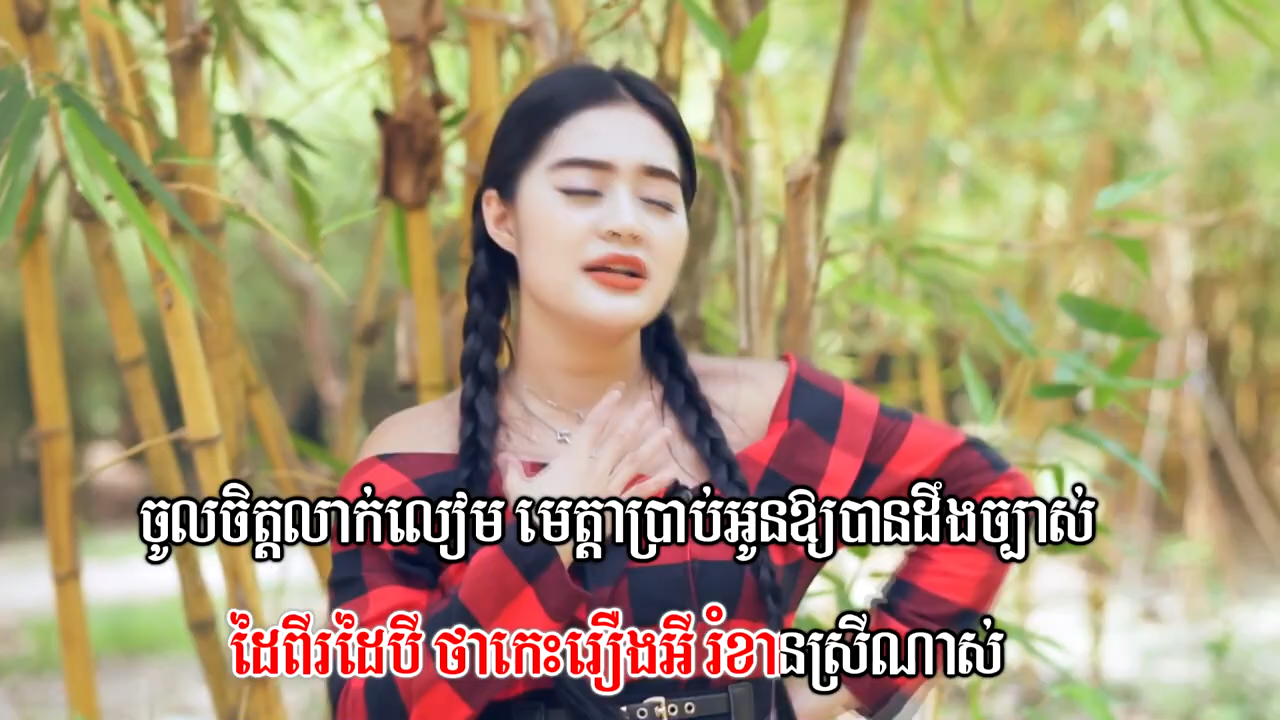 ចូលចិត្តលាក់លៀម មេត្តាប្រាប់អូនឱ្យបានដឹងច្បាស់
ដៃពីរដៃបី ថាកេះរឿងអី រំខានស្រីណាស់